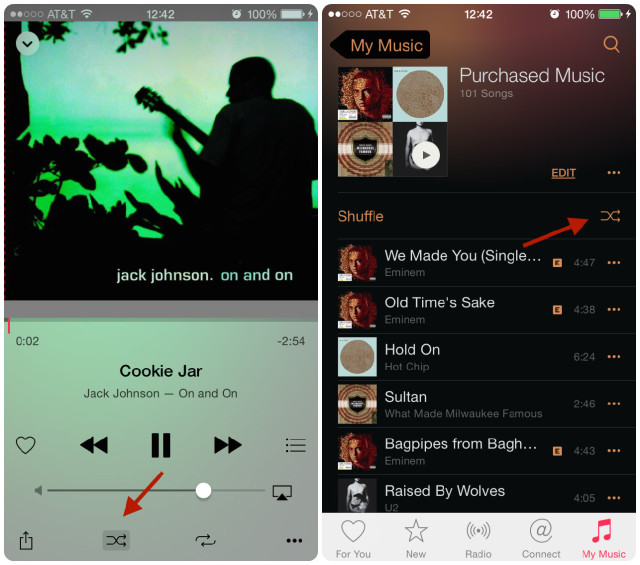 AT&T 12:42 100%
jack johnson. on and on
0:02 -2:54
Cookie Jar
Jack Johnson — On and On
AT&T 12:42 100%
My Music
Purchased Music
101 Songs
EDIT
Shuffle
We Made You (Single...
E 4:47
Eminem
Old Time's Sake
E 4:38
Eminem
Hold On
6:24
Hot Chip
Sultan
2:46
What Made Milwaukee Famous
Bagpipes from Bagh...
E 4:43
Eminem
Raised By Wolves
4:05
U2
For You New Radio Connect My Music